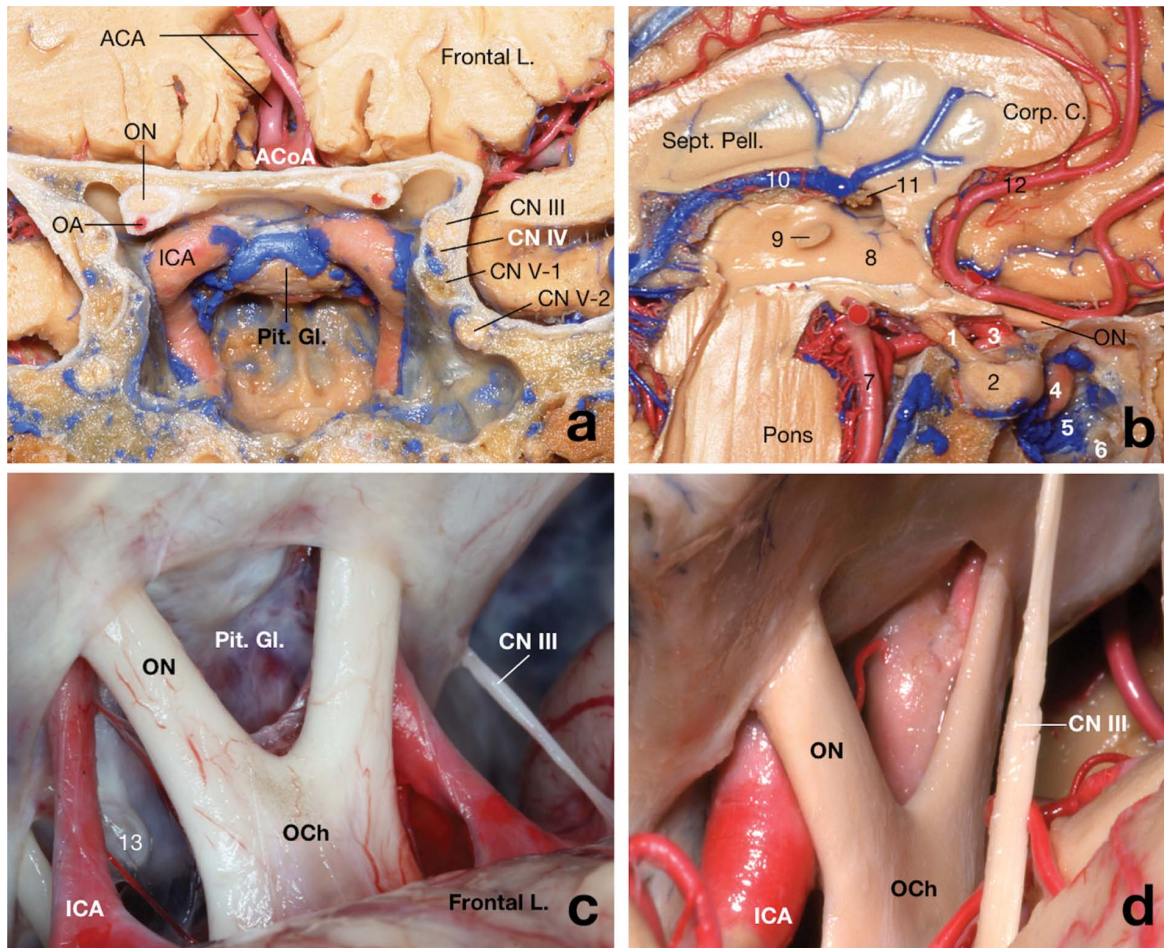 ACA
Frontal L.
ON
ACoA
OA
CN III
ICA
CN IV
CN V-1
CN V-2
Pit. Gl.
a
Corp. C.
Sept. Pell.
10
11
12
9
8
1
3
ON
7
2
4
5
Pons
6
b
Pit. Gl.
CN III
ON
13
OCh
ICA
Frontal L.
c
CN III
ON
OCh
ICA
d